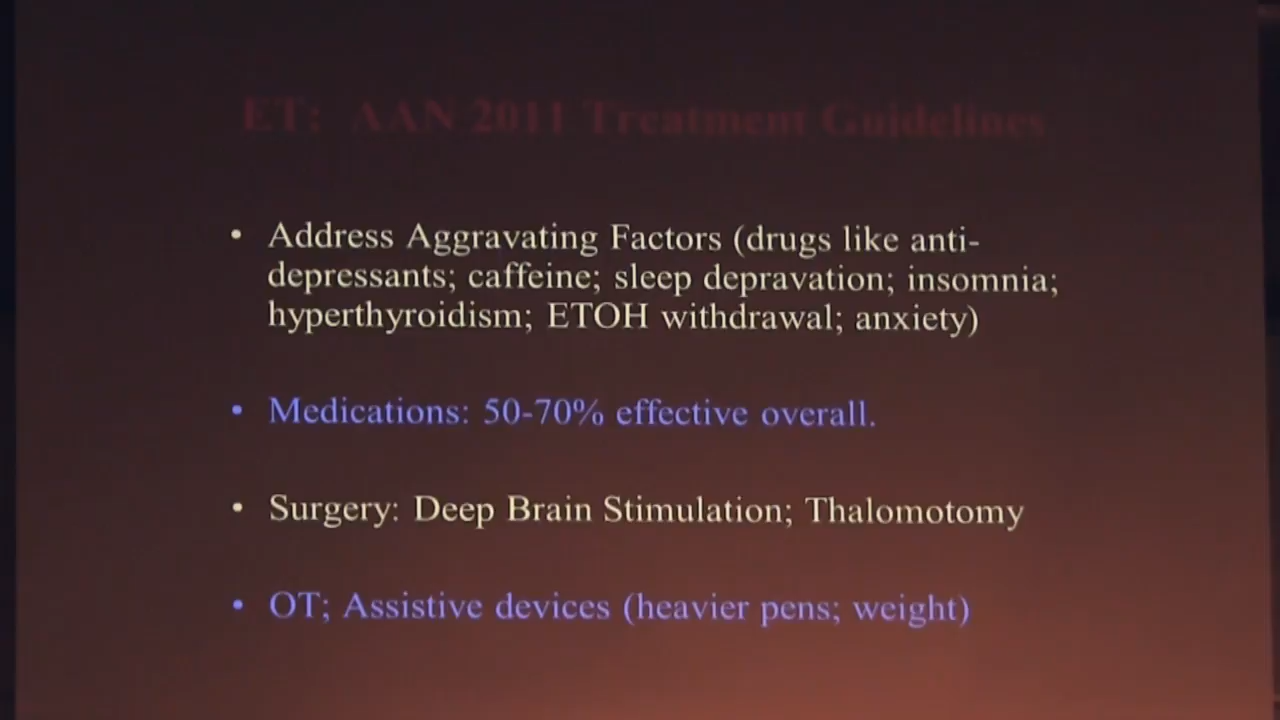 ET: AAN 2011 Treatment Guidelines
• Address Aggravating Factors (drugs like anti-
depressants; caffeine; sleep depravation; insomnia;
hyperthyroidism; ETOH withdrawal; anxiety)
• Medications: 50-70% effective overall.
• Surgery: Deep Brain Stimulation; Thalomotomy
• OT; Assistive devices (heavier pens; weight)